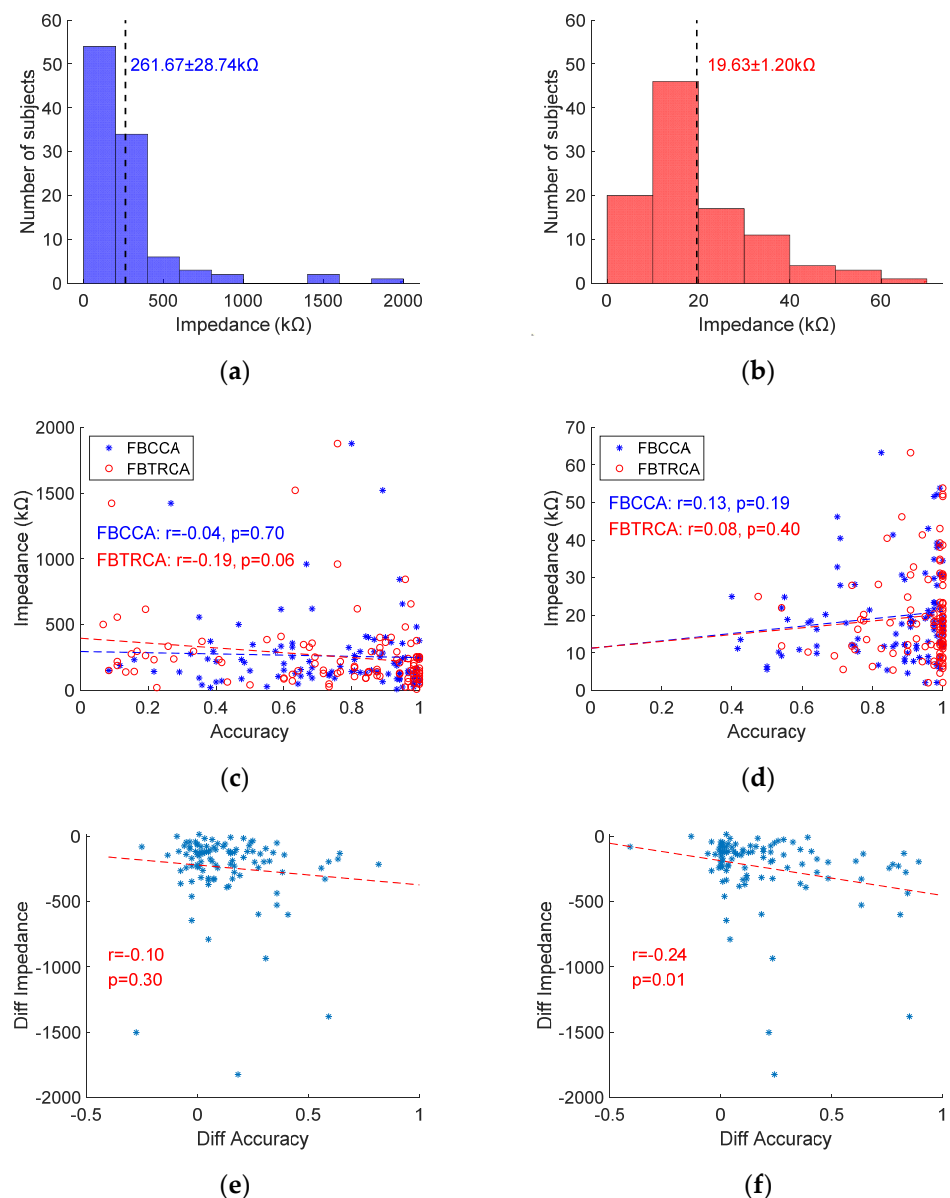 60
50
40
30
20
10
0
Number of subjects
261.67±28.74kΩ
0 500 1000 1500 2000
Impedance (kΩ)
(a)
60
50
40
30
20
10
0
Number of subjects
19.63±1.20kΩ
0 20 40 60
Impedance (kΩ)
(b)
2000
1500
1000
500
0
Impedance (kΩ)
FBCCA
FBTRCA
FBCCA: r=-0.04, p=0.70
FBTRCA: r=-0.19, p=0.06
0 0.2 0.4 0.6 0.8 1
Accuracy
(c)
70
60
50
40
30
20
10
0
Impedance (kΩ)
FBCCA
FBTRCA
FBCCA: r=0.13, p=0.19
FBTRCA: r=0.08, p=0.40
0 0.2 0.4 0.6 0.8 1
Accuracy
(d)
0
-500
-1000
-1500
-2000
Diff Impedance
r=-0.10
p=0.30
-0.5 0 0.5 1
Diff Accuracy
(e)
0
-500
-1000
-1500
-2000
Diff Impedance
r=-0.24
p=0.01
-0.5 0 0.5 1
Diff Accuracy
(f)